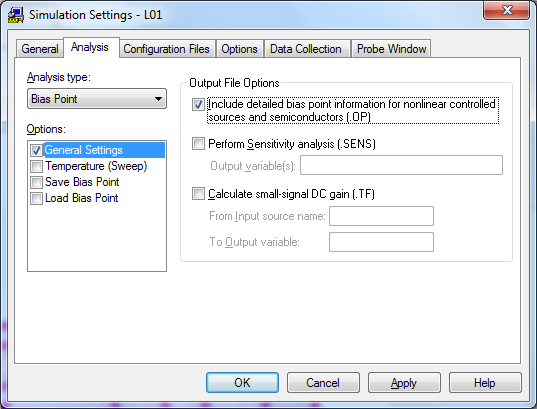 Simulation Settings - L01
General Analysis Configuration Files Options Data Collection Probe Window
Analysis type:
Bias Point
Options:
General Settings
Temperature (Sweep)
Save Bias Point
Load Bias Point
Output File Options
Include detailed bias point information for nonlinear controlled
sources and semiconductors (.OP)
Perform Sensitivity analysis (.SENS)
Output variable(s):
Calculate small-signal DC gain (.TF)
From Input source name:
To Output variable:
OK Cancel Apply Help